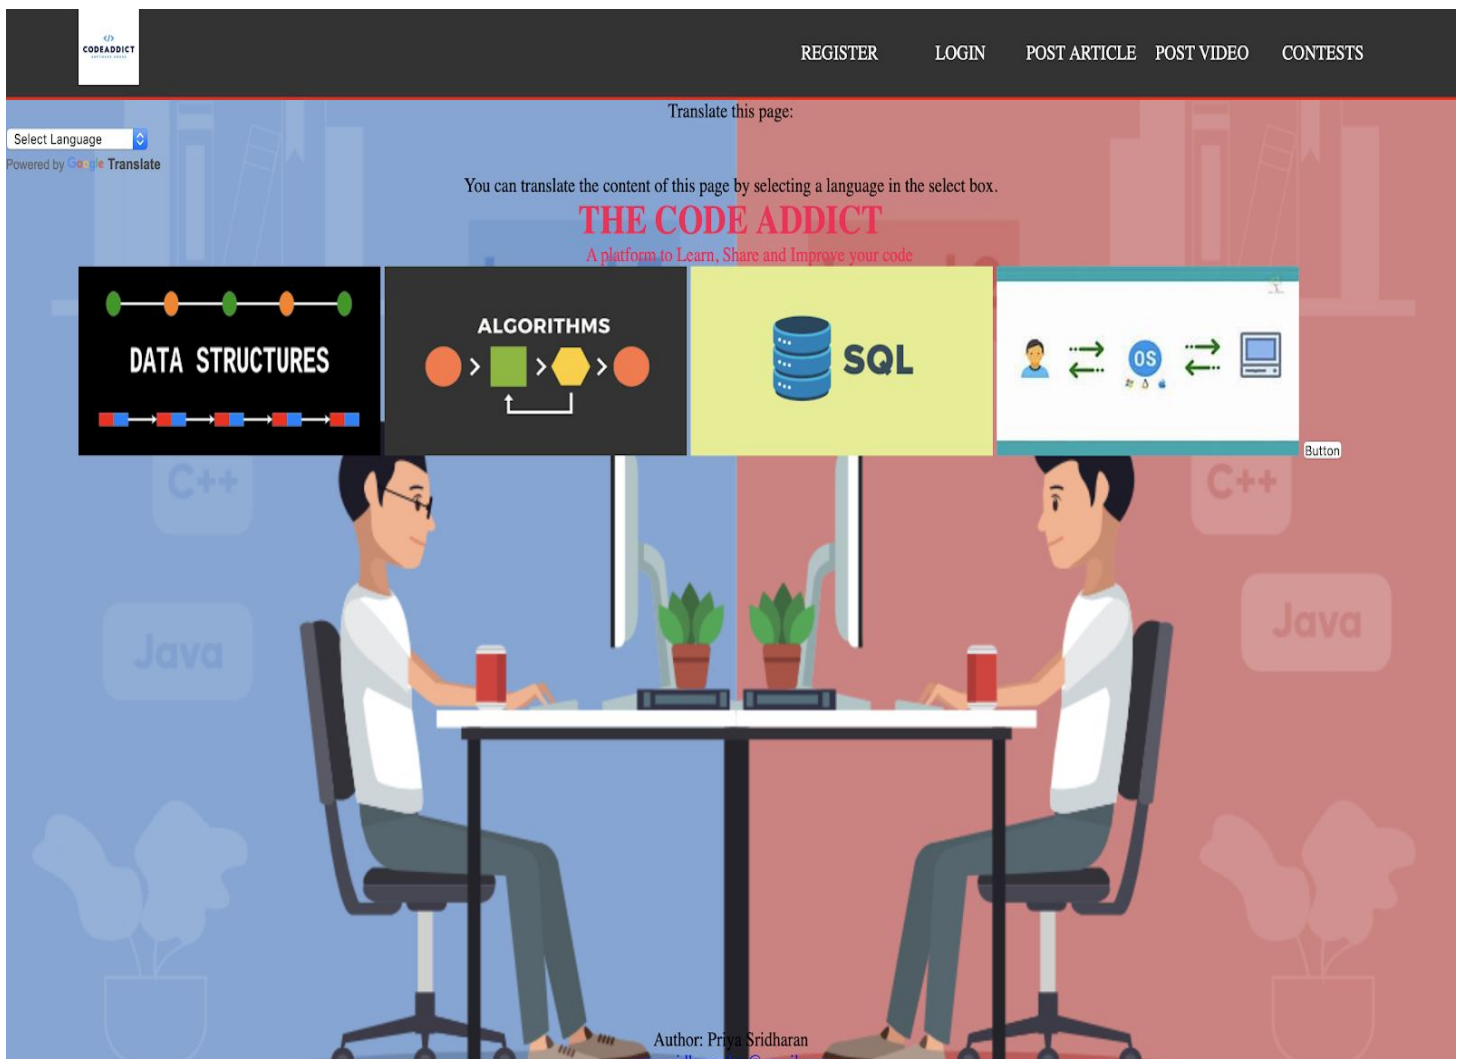 </>
CODEADDICT
REGISTER LOGIN POST ARTICLE POST VIDEO CONTESTS
Translate this page:
Select Language
Powered by Google Translate
You can translate the content of this page by selecting a language in the select box.
THE CODE ADDICT
A platform to Learn, Share and Improve your code
DATA STRUCTURES
ALGORITHMS
SQL
OS
Button
C++
C++
Java
Java
Author: Priya Sridharan